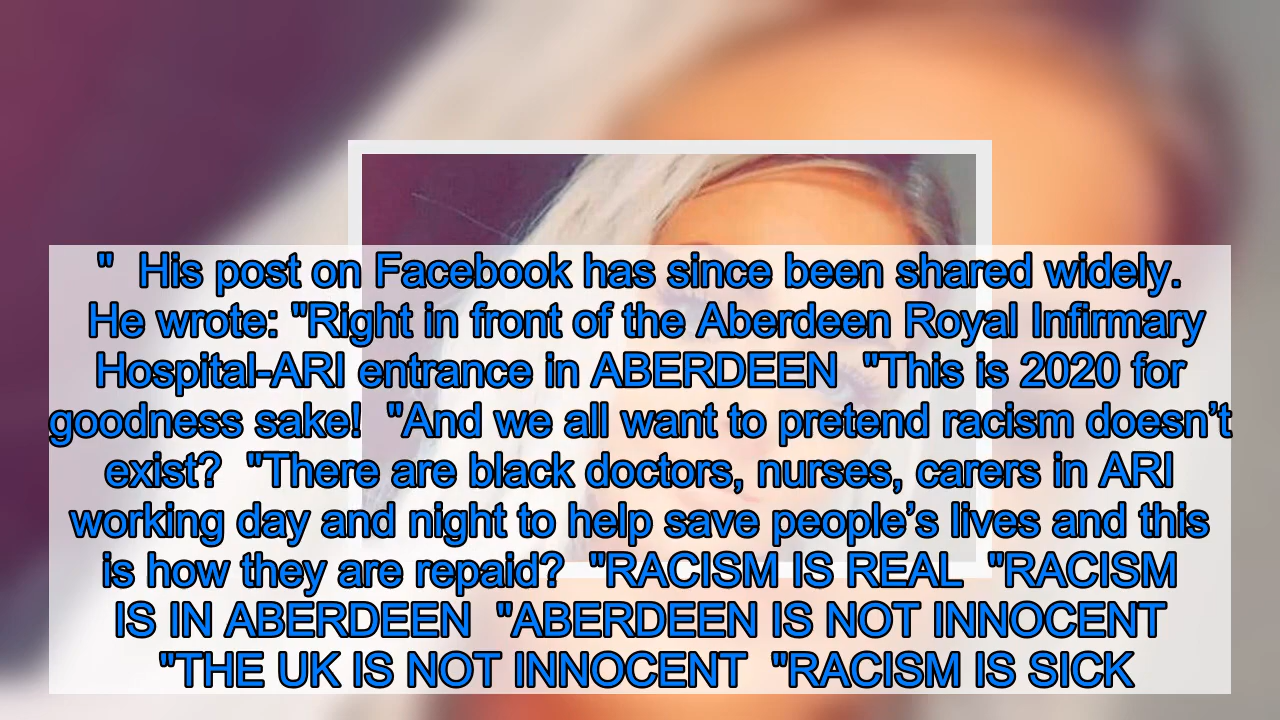 "  His post on Facebook has since been shared widely.
He wrote: "Right in front of the Aberdeen Royal Infirmary
Hospital-ARI entrance in ABERDEEN  "This is 2020 for
goodness sake!  "And we all want to pretend racism doesn’t
exist?  "There are black doctors, nurses, carers in ARI
working day and night to help save people’s lives and this
is how they are repaid?  "RACISM IS REAL  "RACISM
IS IN ABERDEEN  "ABERDEEN IS NOT INNOCENT
"THE UK IS NOT INNOCENT  "RACISM IS SICK